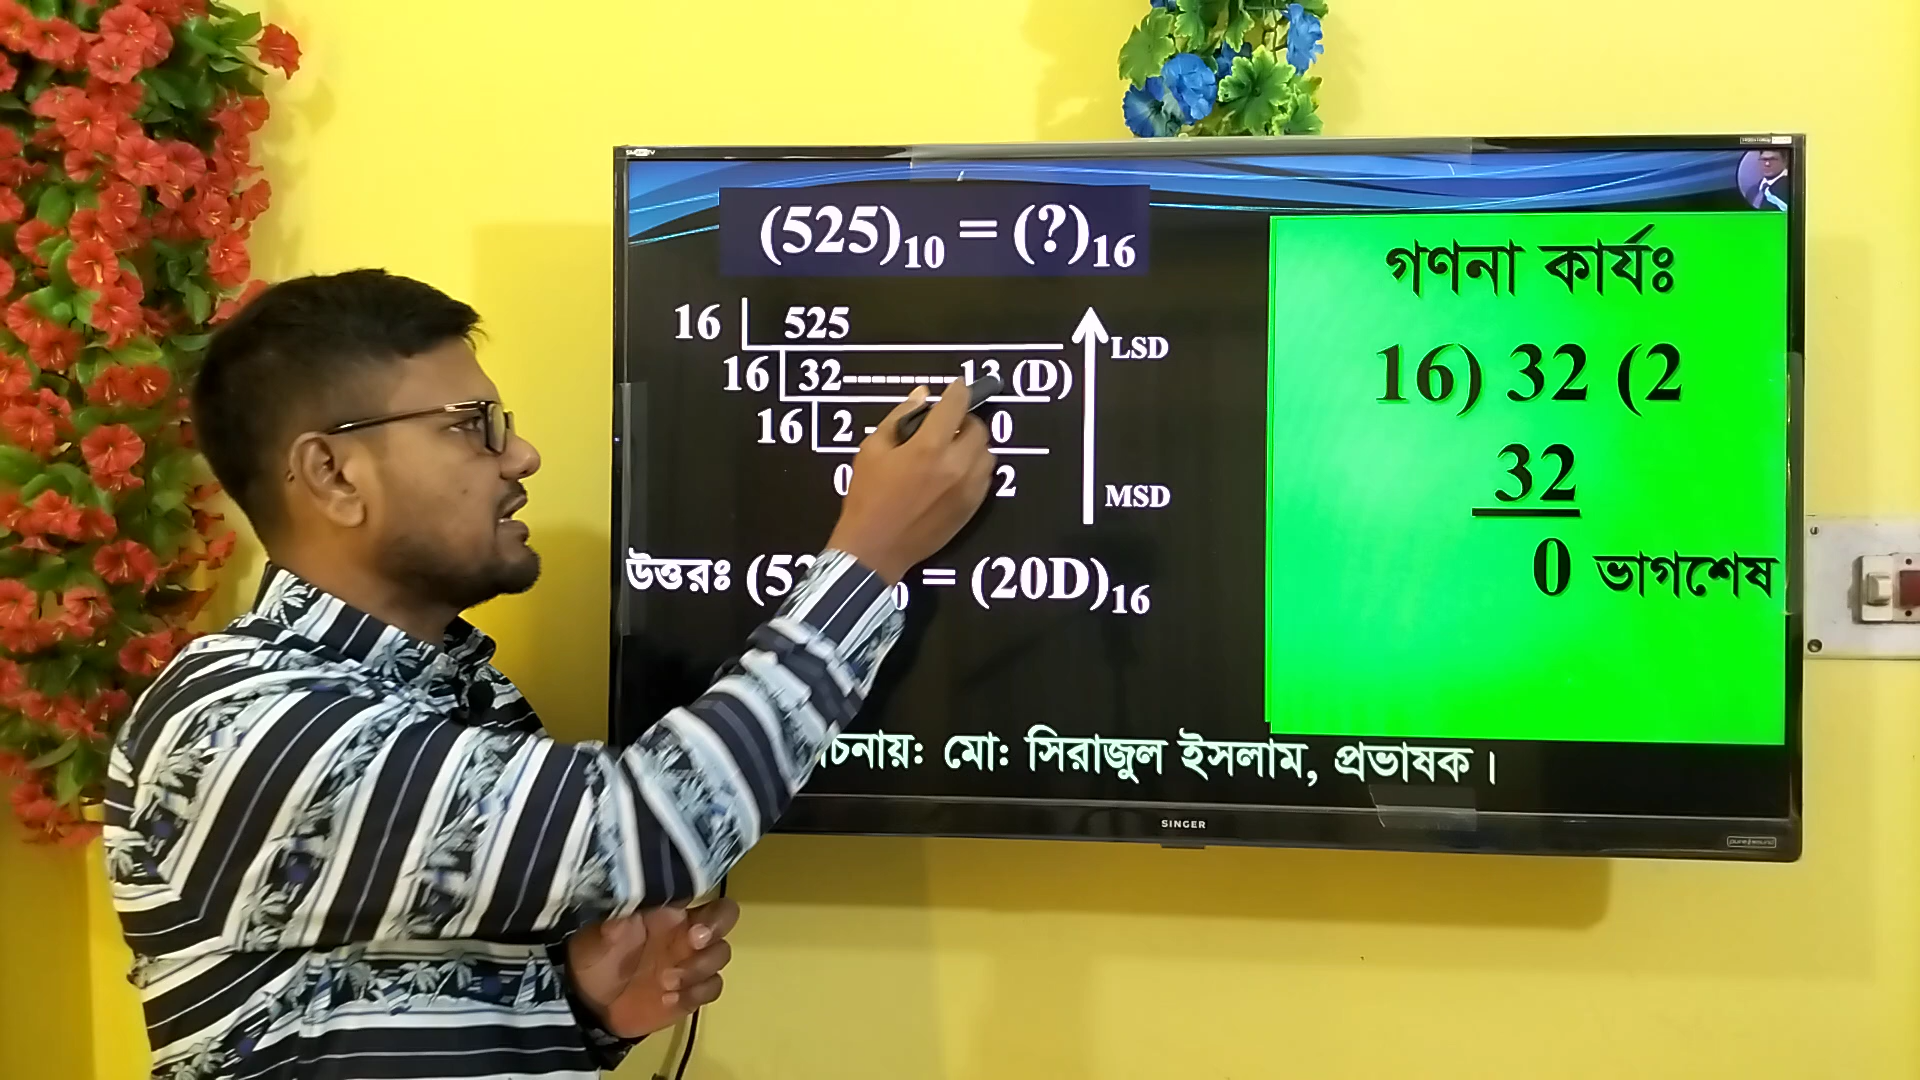 (525)10 = (?)16
16 525
16 32--------13 (D)
16 2 - 0
0 2
LSD
MSD
উত্তরঃ = (20D)16
গণনা কার্যঃ
16) 32 (2
32
0 ভাগশেষ
মো: সিরাজুল ইসলাম, প্রভাষক।
SINGER